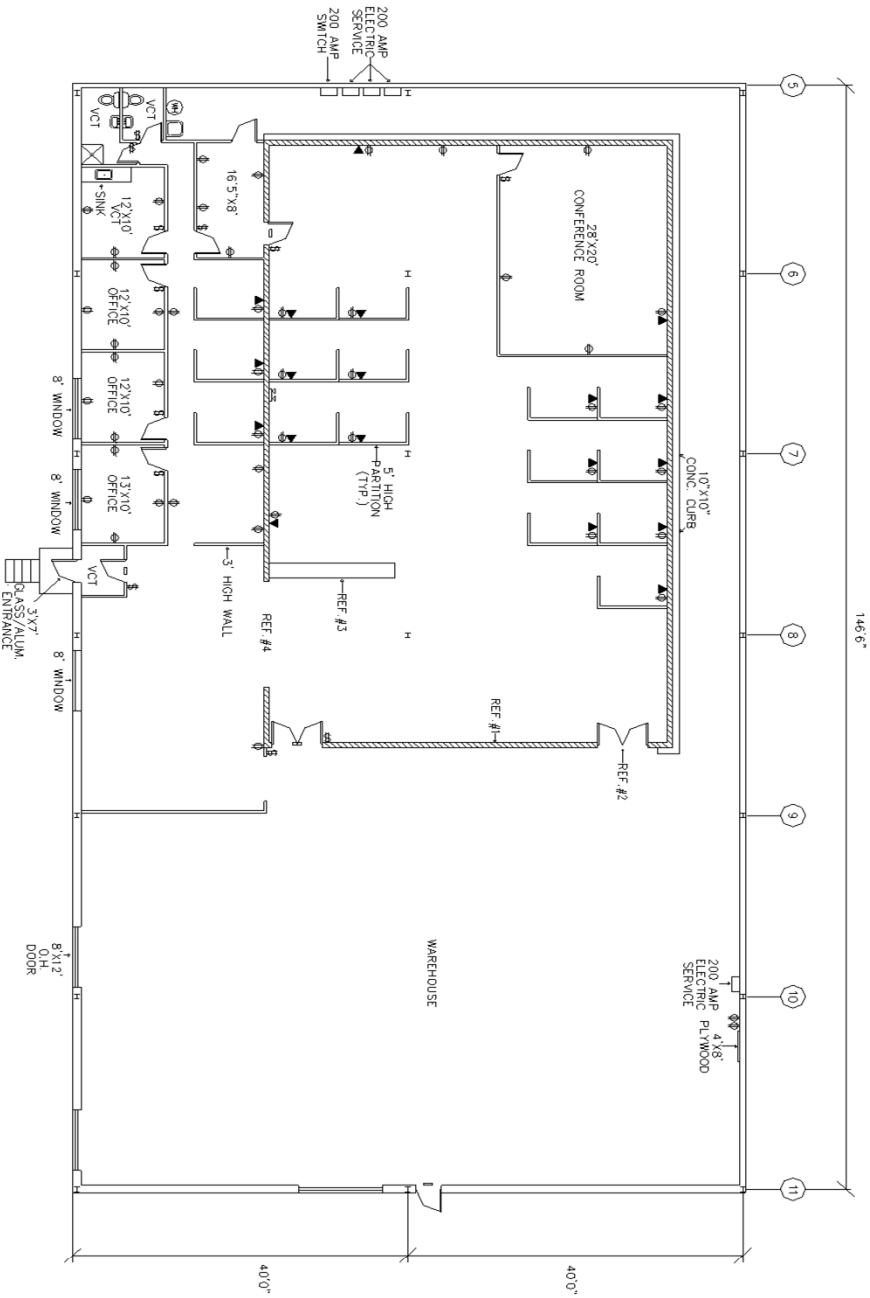 146'6"
5
6
7
8
9
10
11
200 AMP
ELECTRIC
SERVICE
200 AMP
SWITCH
VCT
VCT
WH
16'5"X8'
SINK
12'X10'
VCT
12'X10'
OFFICE
12'X10'
OFFICE
13'X10'
OFFICE
28'X20'
CONFERENCE ROOM
10"X10"
CONC. CURB
5' HIGH
PARTITION
(TYP.)
3' HIGH WALL
REF. #3
REF. #4
REF. #1
REF. #2
8' WINDOW
8' WINDOW
VCT
3'X7'
GLASS/ALUM.
ENTRANCE
8' WINDOW
WAREHOUSE
200 AMP
ELECTRIC
SERVICE
4'X8'
PLYWOOD
8'X12'
O.H.
DOOR
40'0"
40'0"